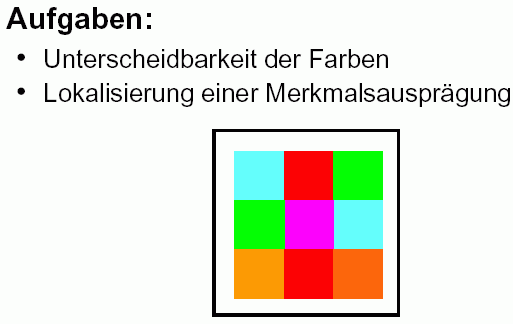 Aufgaben:
• Unterscheidbarkeit der Farben
• Lokalisierung einer Merkmalsausprägung